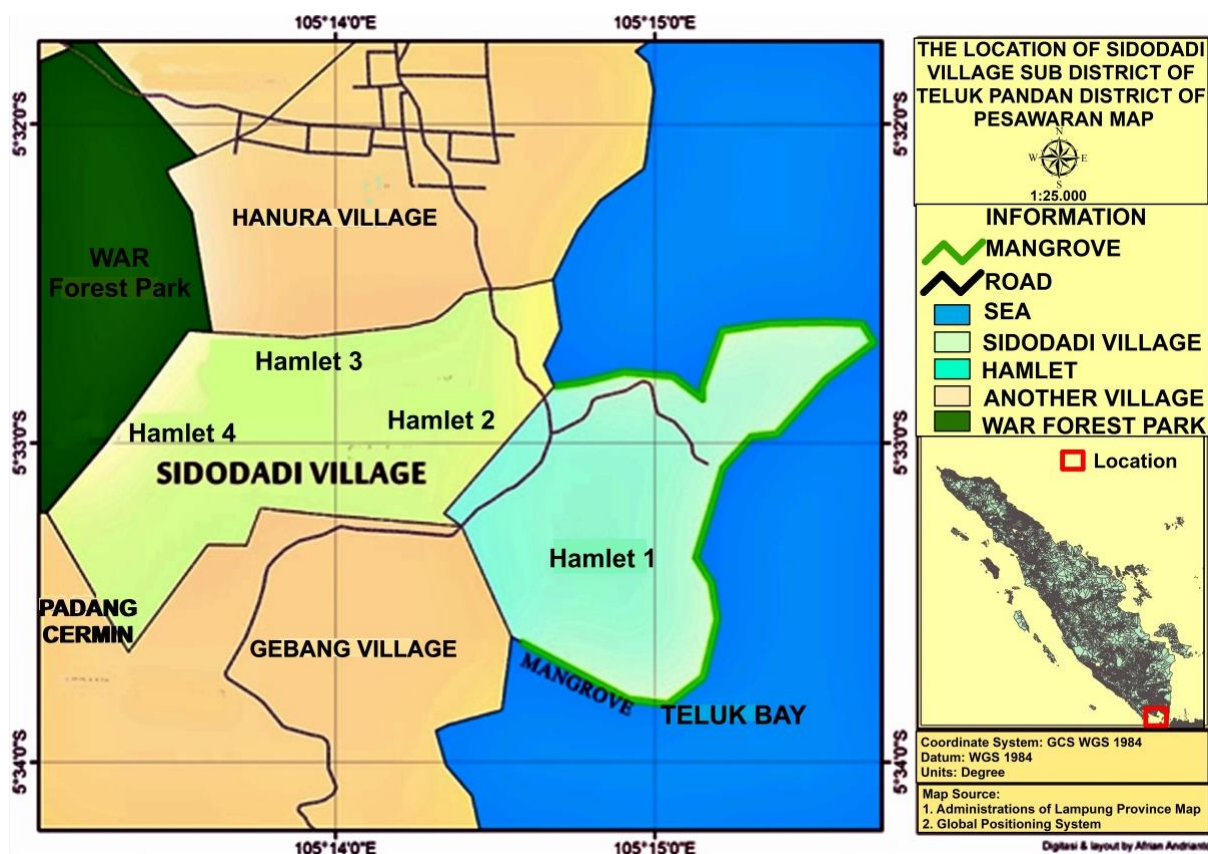 105°14'0"E
105°15'0"E
5°32'0"S
5°32'0"S
HANURA VILLAGE
WAR
Forest Park
Hamlet 3
Hamlet 2
Hamlet 4
5°33'0"S
5°33'0"S
SIDODADI VILLAGE
Hamlet 1
PADANG
CERMIN
GEBANG VILLAGE
MANGROVE
TELUK BAY
5°34'0"S
5°34'0"S
105°14'0"E
105°15'0"E
THE LOCATION OF SIDODADI
VILLAGE SUB DISTRICT OF
TELUK PANDAN DISTRICT OF
PESAWARAN MAP
N
W E
S
1:25.000
INFORMATION
MANGROVE
ROAD
SEA
SIDODADI VILLAGE
HAMLET
ANOTHER VILLAGE
WAR FOREST PARK
Location
Coordinate System: GCS WGS 1984
Datum: WGS 1984
Units: Degree
Map Source:
1. Administrations of Lampung Province Map
2. Global Positioning System
Digitasi & layout by Afrian Andrianto